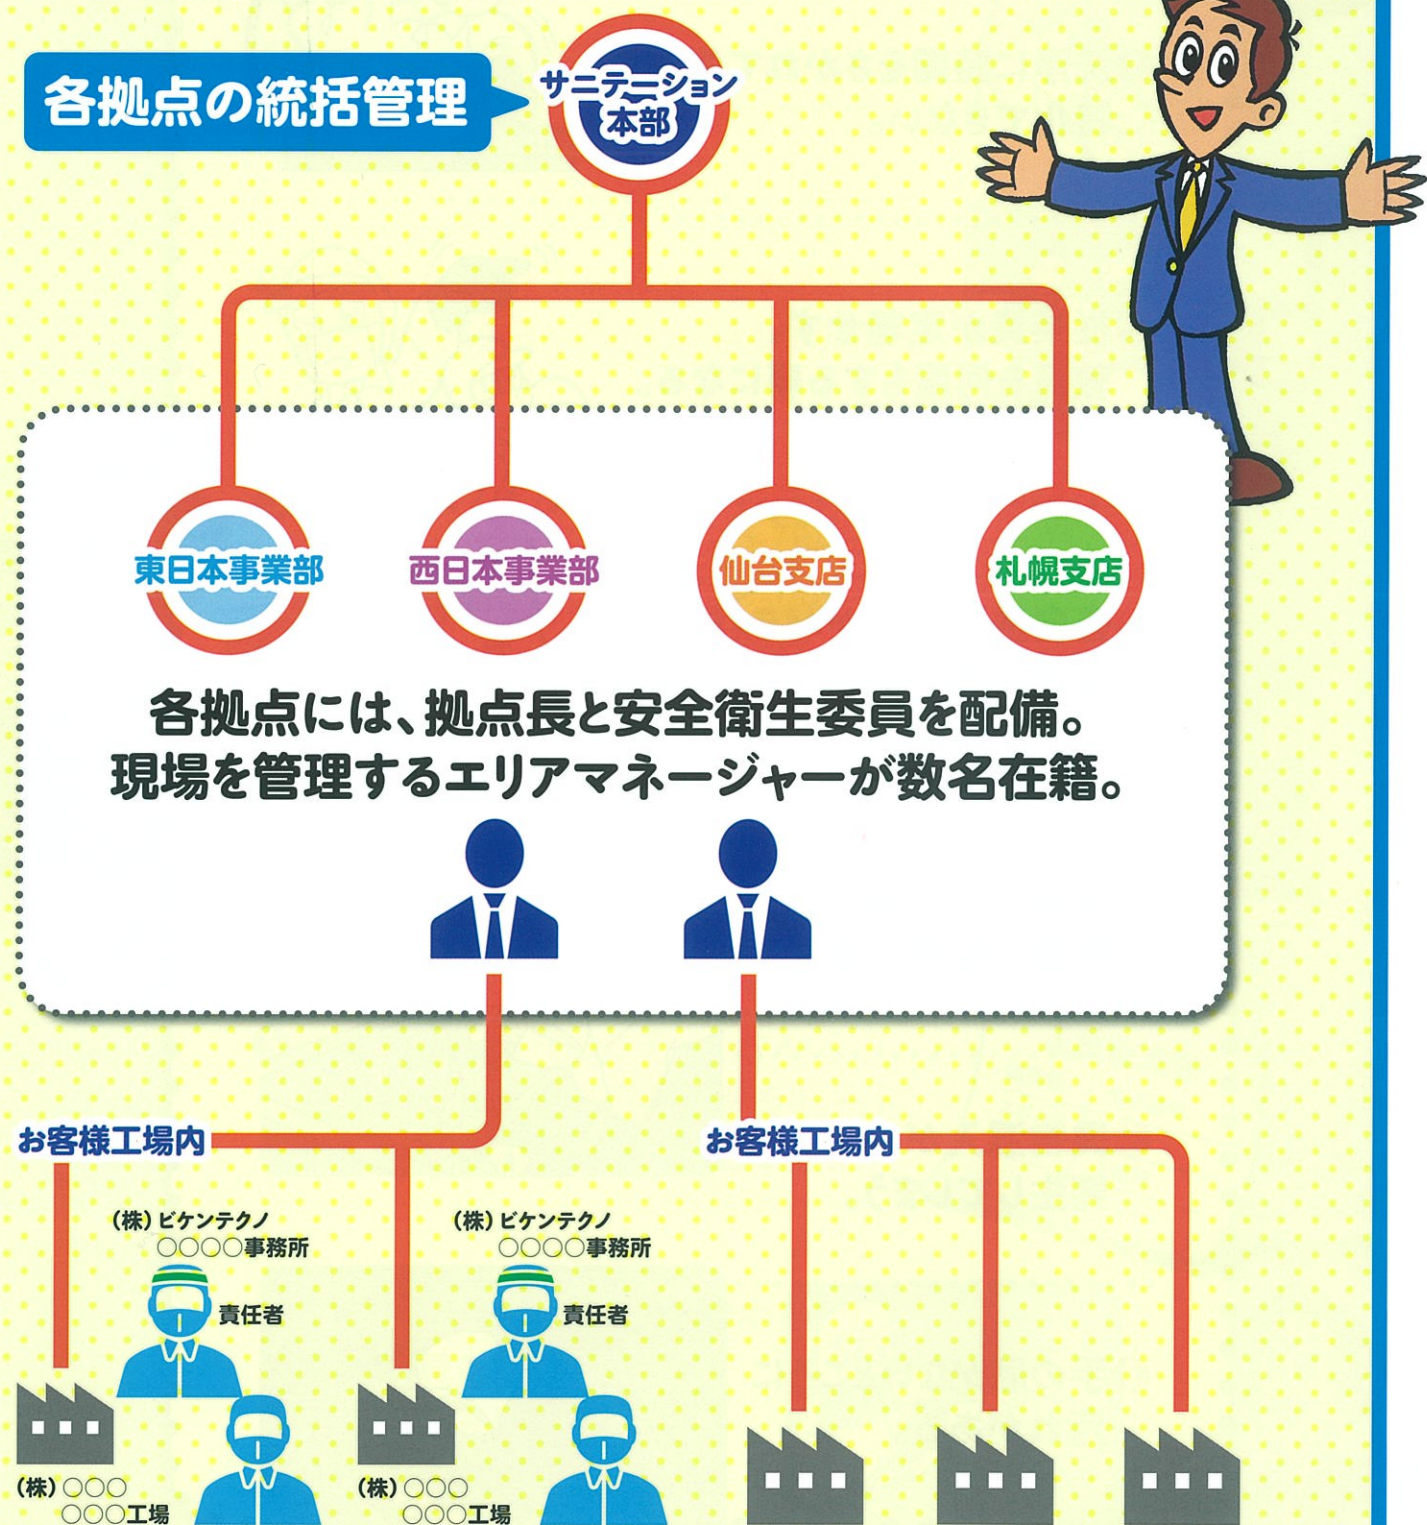 各拠点の統括管理
サニテーション
本部
東日本事業部
西日本事業部
仙台支店
札幌支店
各拠点には、拠点長と安全衛生委員を配備。
現場を管理するエリアマネージャーが数名在籍。
お客様工場内
お客様工場内
(株)ビケンテクノ
○○○○事務所
責任者
(株)ビケンテクノ
○○○○事務所
責任者
(株)○○○
○○○工場
(株)○○○
○○○工場